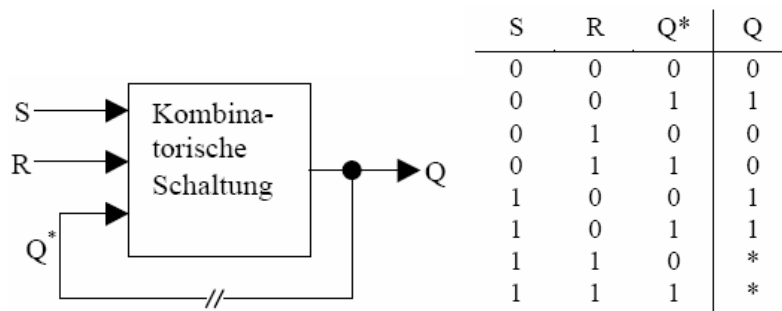 S
R
Q*
Kombina-
torische
Schaltung
Q
//
S R Q* Q
0 0 0 0
0 0 1 1
0 1 0 0
0 1 1 0
1 0 0 1
1 0 1 1
1 1 0 *
1 1 1 *